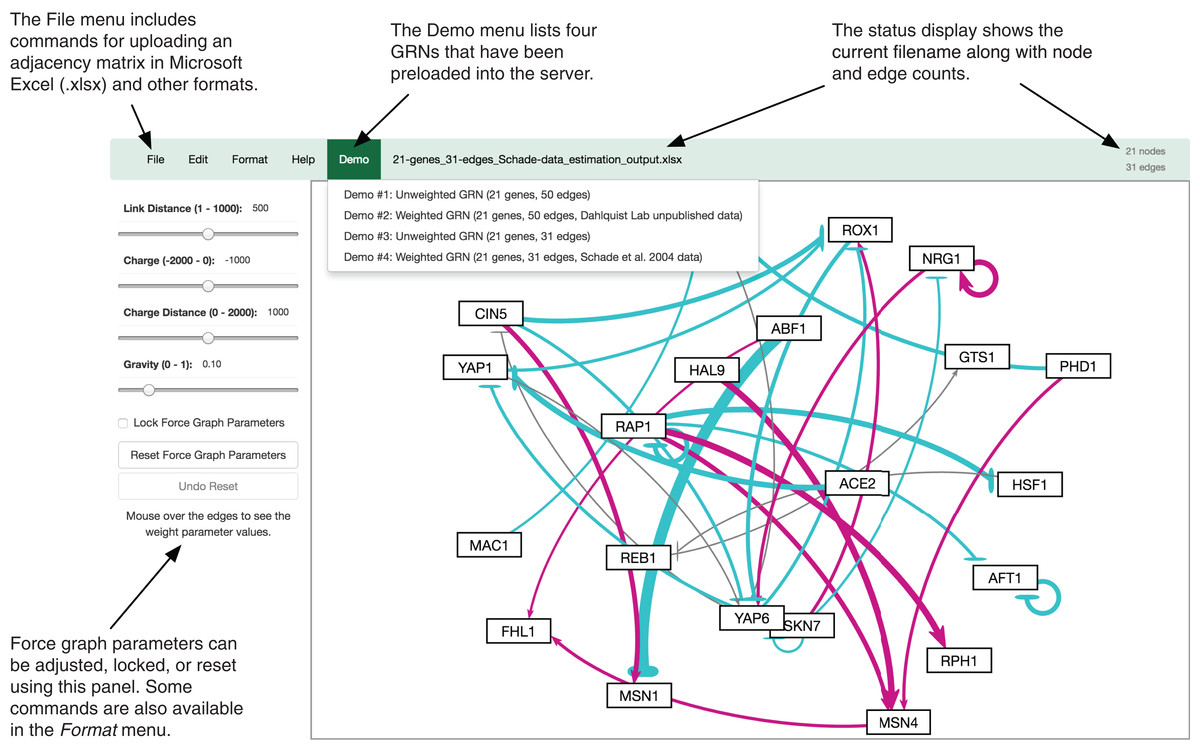 The File menu includes
commands for uploading an
adjacency matrix in Microsoft
Excel (.xlsx) and other formats.
The Demo menu lists four
GRNs that have been
preloaded into the server.
The status display shows the
current filename along with node
and edge counts.
File Edit Format Help Demo 21-genes_31-edges_Schade-data_estimation_output.xlsx
21 nodes
31 edges
Demo #1: Unweighted GRN (21 genes, 50 edges)
Demo #2: Weighted GRN (21 genes, 50 edges, Dahlquist Lab unpublished data)
Demo #3: Unweighted GRN (21 genes, 31 edges)
Demo #4: Weighted GRN (21 genes, 31 edges, Schade et al. 2004 data)
Link Distance (1 - 1000): 500
Charge (-2000 - 0): -1000
Charge Distance (0 - 2000): 1000
Gravity (0 - 1): 0.10
Lock Force Graph Parameters
Reset Force Graph Parameters
Undo Reset
Mouse over the edges to see the
weight parameter values.
Force graph parameters can
be adjusted, locked, or reset
using this panel. Some
commands are also available
in the Format menu.
ROX1
NRG1
CIN5
ABF1
GTS1
YAP1
HAL9
PHD1
RAP1
ACE2
HSF1
MAC1
REB1
AFT1
YAP6
SKN7
FHL1
RPH1
MSN1
MSN4